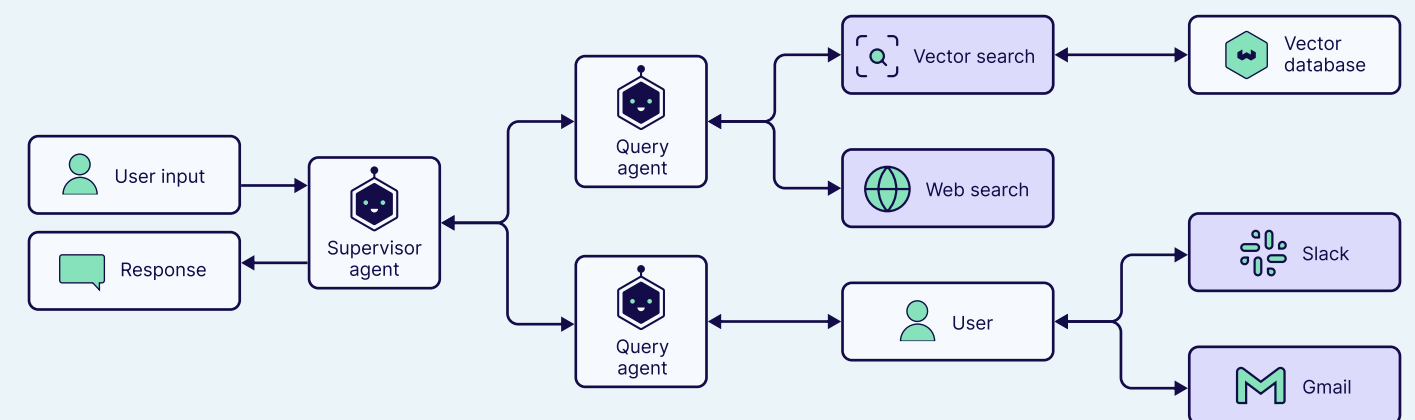 User input
Response
Supervisor
agent
Query
agent
Query
agent
Vector search
Web search
User
Vector
database
Slack
Gmail